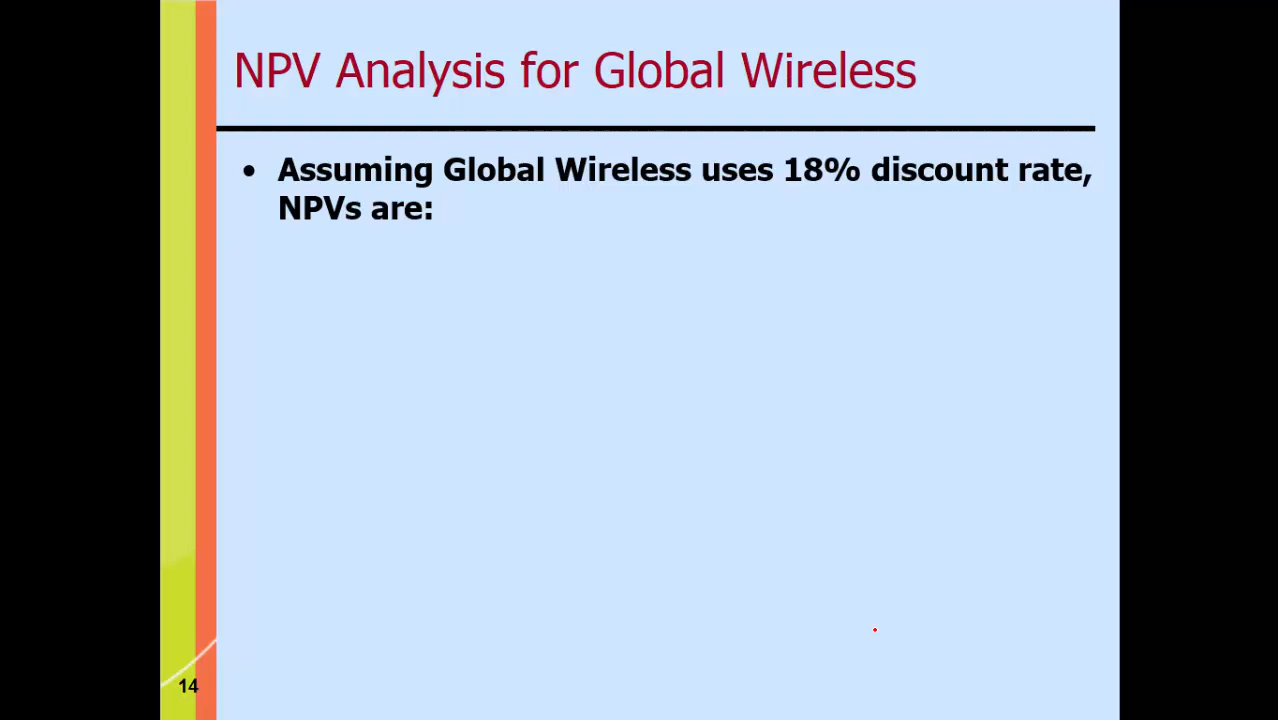 NPV Analysis for Global Wireless
• Assuming Global Wireless uses 18% discount rate,
NPVs are:
14